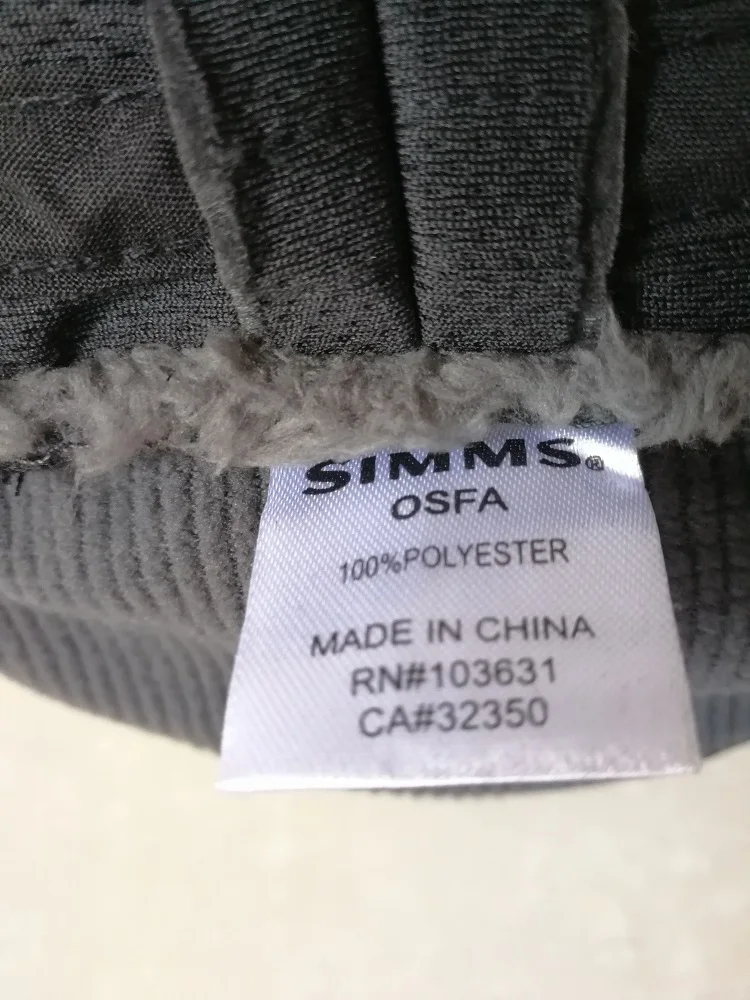 SIMMS®
OSFA
100%POLYESTER
MADE IN CHINA
RN#103631
CA#32350